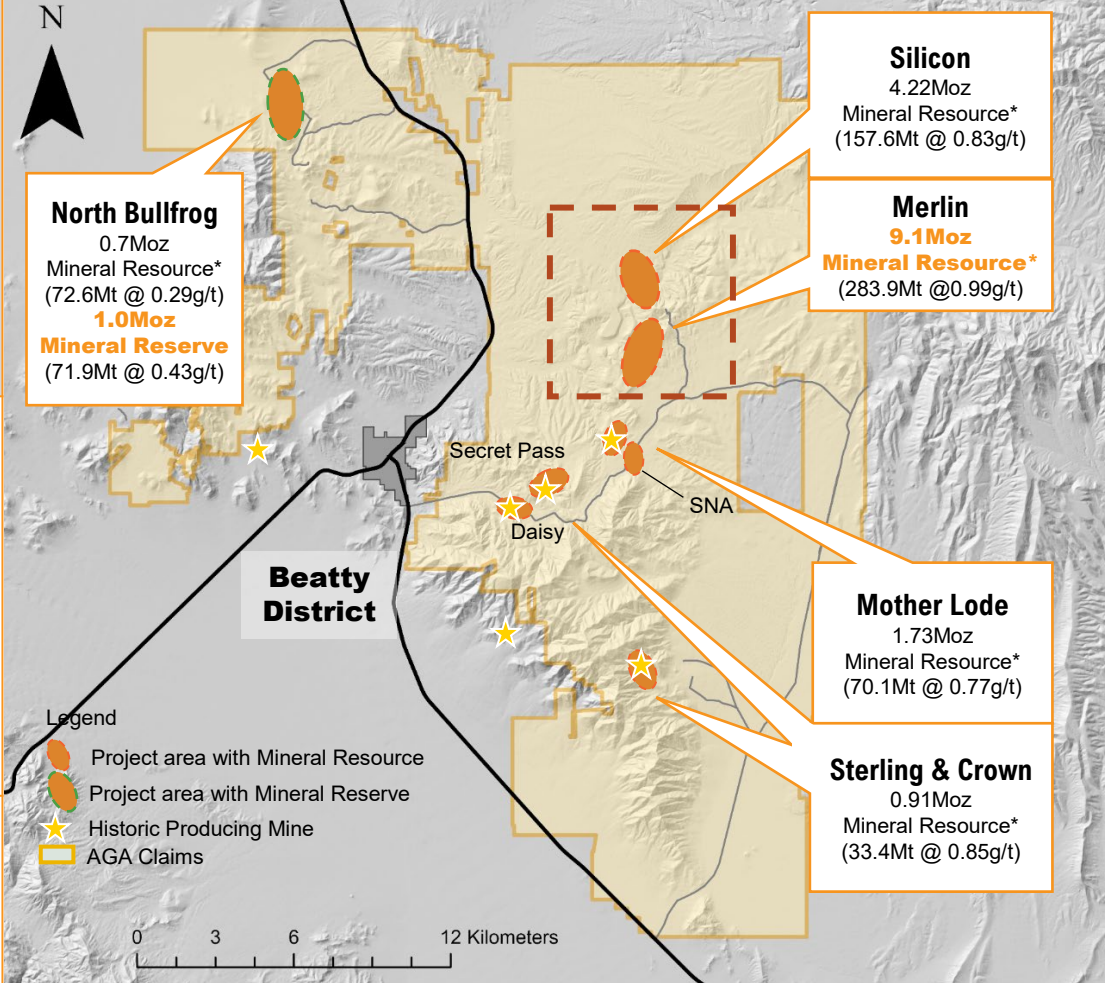 N
Silicon
4.22Moz
Mineral Resource*
(157.6Mt @ 0.83g/t)
Merlin
9.1Moz
Mineral Resource*
(283.9Mt @0.99g/t)
North Bullfrog
0.7Moz
Mineral Resource*
(72.6Mt @ 0.29g/t)
1.0Moz
Mineral Reserve
(71.9Mt @ 0.43g/t)
Secret Pass
SNA
Daisy
Beatty
District
Mother Lode
1.73Moz
Mineral Resource*
(70.1Mt @ 0.77g/t)
Sterling & Crown
0.91Moz
Mineral Resource*
(33.4Mt @ 0.85g/t)
Legend
Project area with Mineral Resource
Project area with Mineral Reserve
Historic Producing Mine
AGA Claims
0 3 6 12 Kilometers